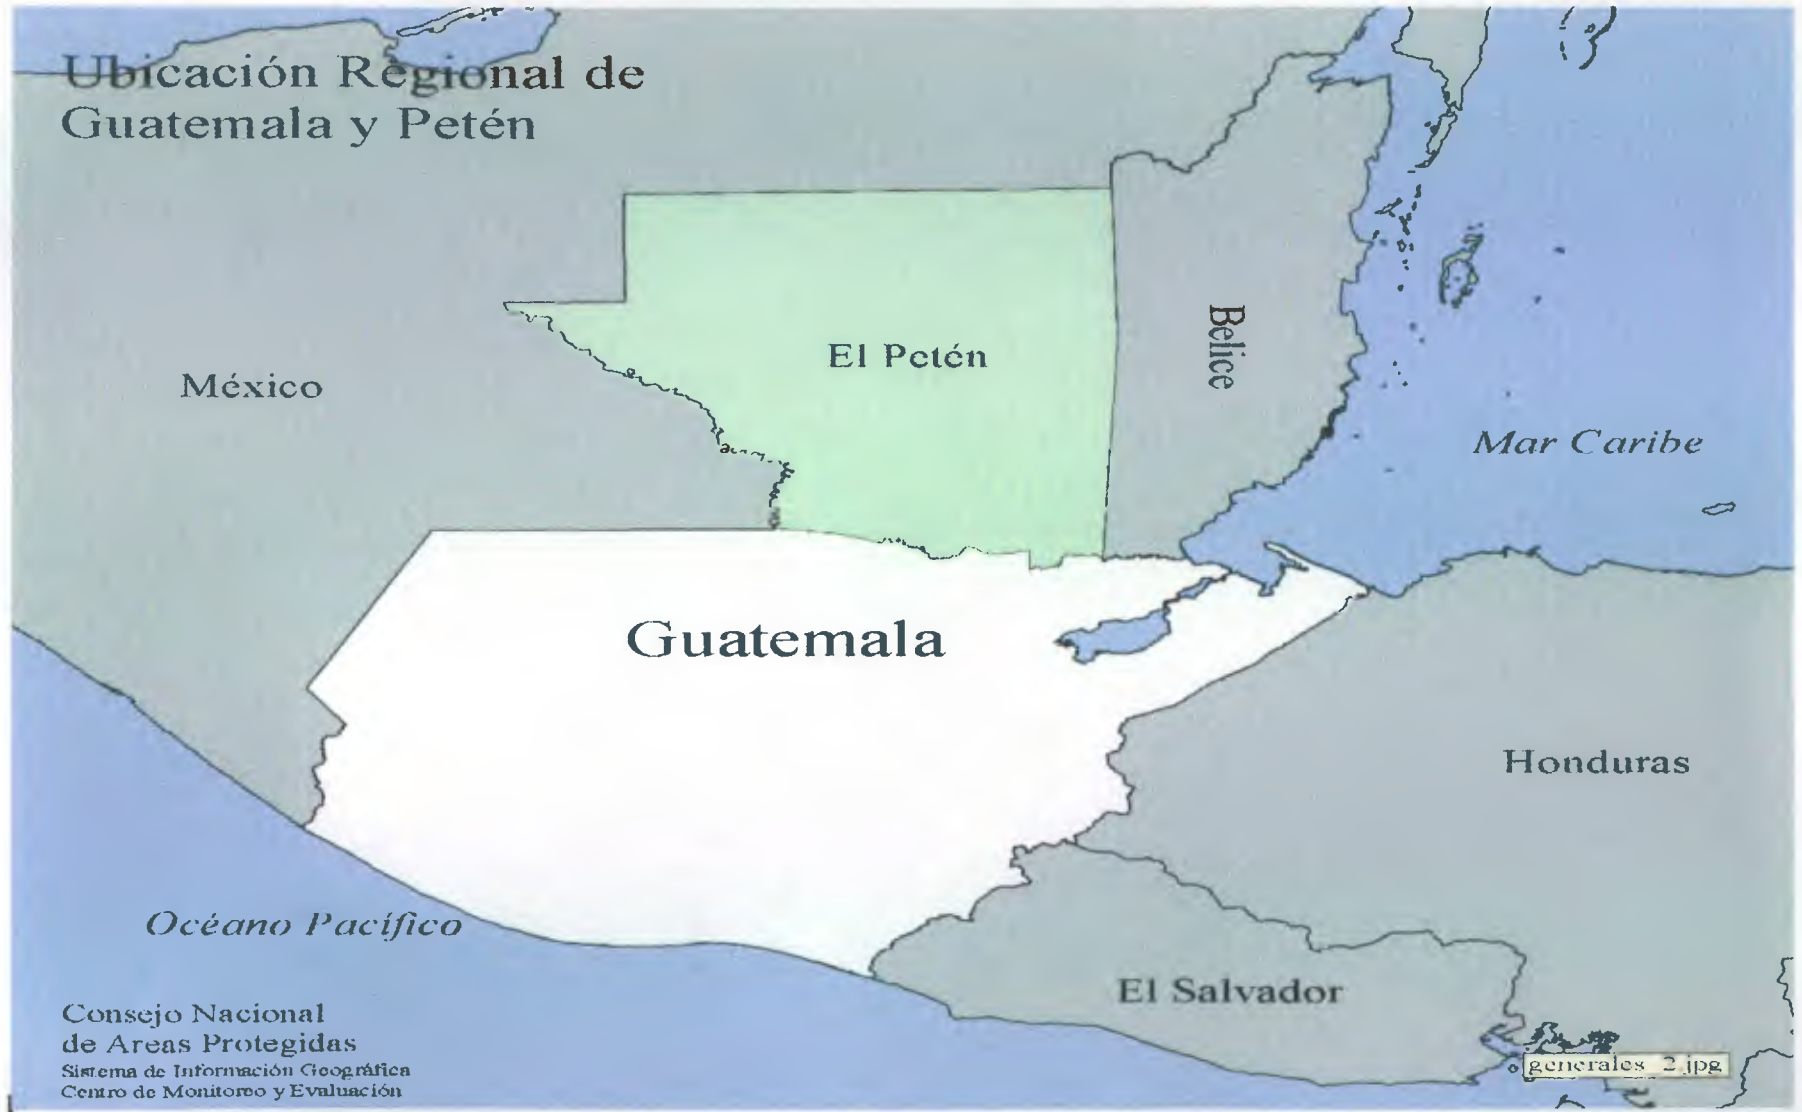 Ubicación Regional de
Guatemala y Petén
El Petén
Belice
México
Mar Caribe
Guatemala
Honduras
Océano Pacífico
El Salvador
Consejo Nacional
de Areas Protegidas
Sistema de Información Geográfica
Centro de Monitoreo y Evaluación
generales_2.jpg